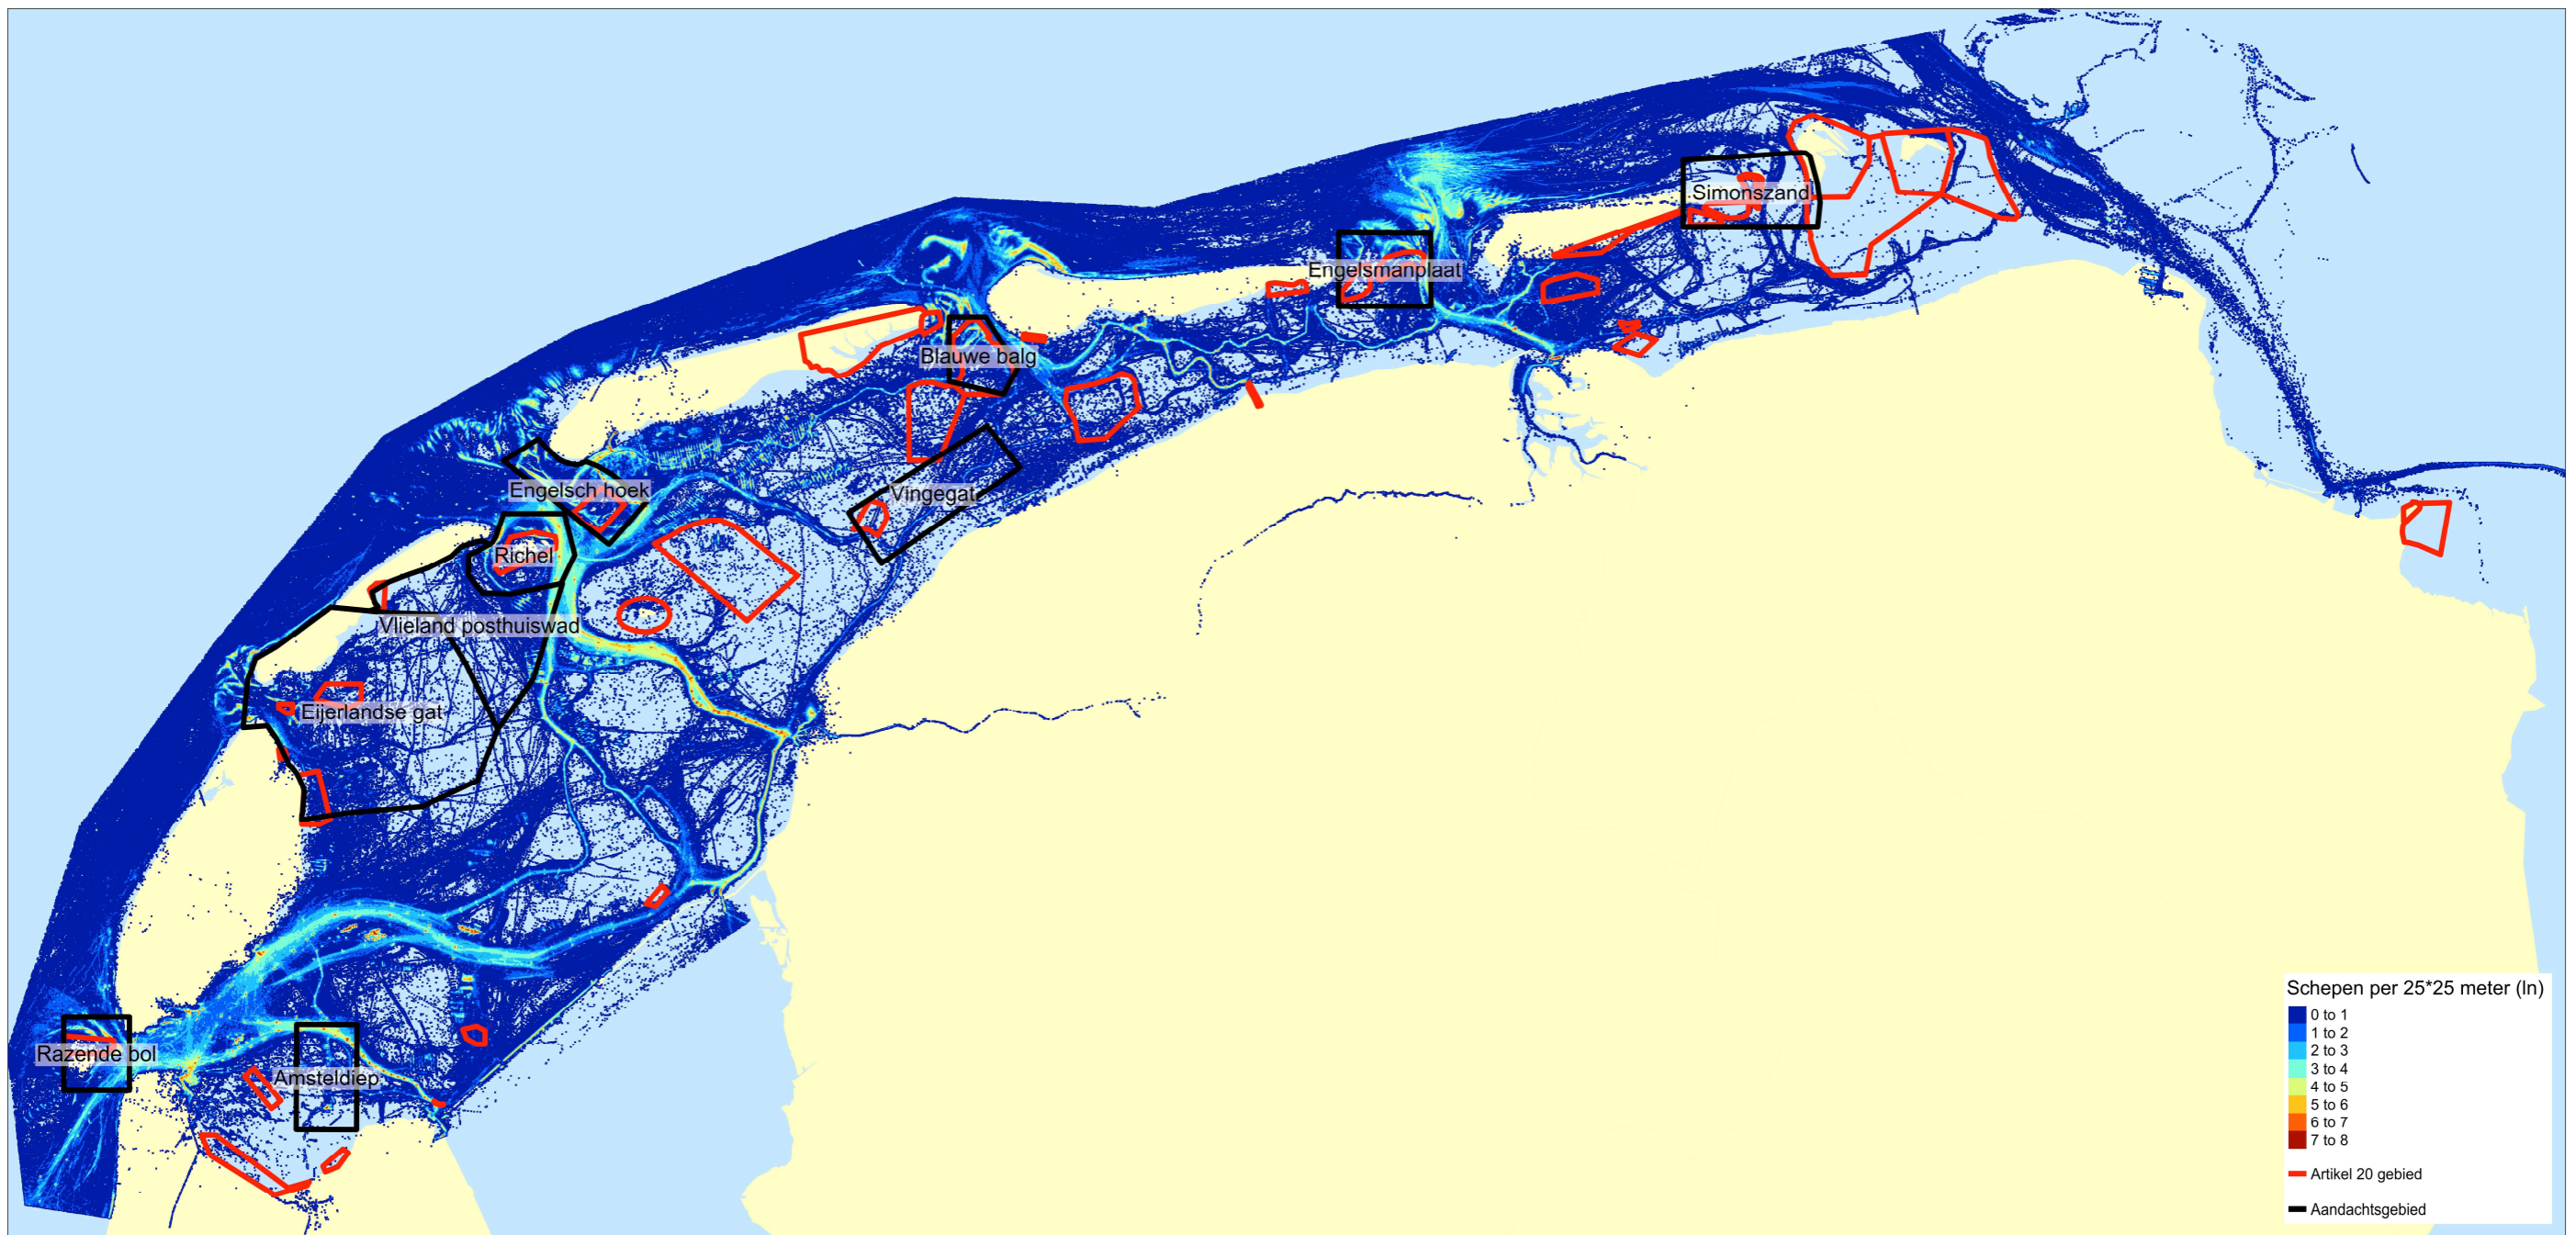 Simonszand
Engelsmanplaat
Blauwe balg
Engelsch hoek
Vingegat
Richel
Vlieland posthuiswad
Eijerlandse gat
Razende bol
Amsteldiep
Schepen per 25*25 meter (ln)
0 to 1
1 to 2
2 to 3
3 to 4
4 to 5
5 to 6
6 to 7
7 to 8
Artikel 20 gebied
Aandachtsgebied